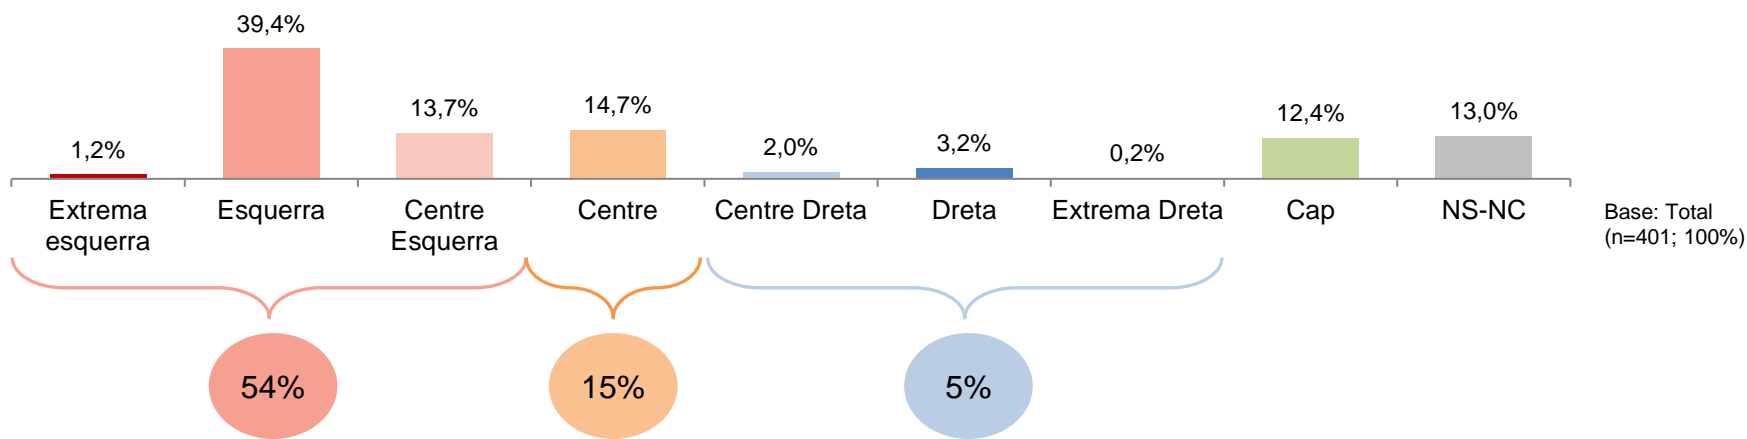 39,4%
13,7%
14,7%
12,4%
13,0%
1,2%
2,0%
3,2%
0,2%
Extrema
esquerra
Esquerra
Centre
Esquerra
Centre
Centre Dreta
Dreta
Extrema Dreta
Cap
NS-NC
Base: Total
(n=401; 100%)
54%
15%
5%